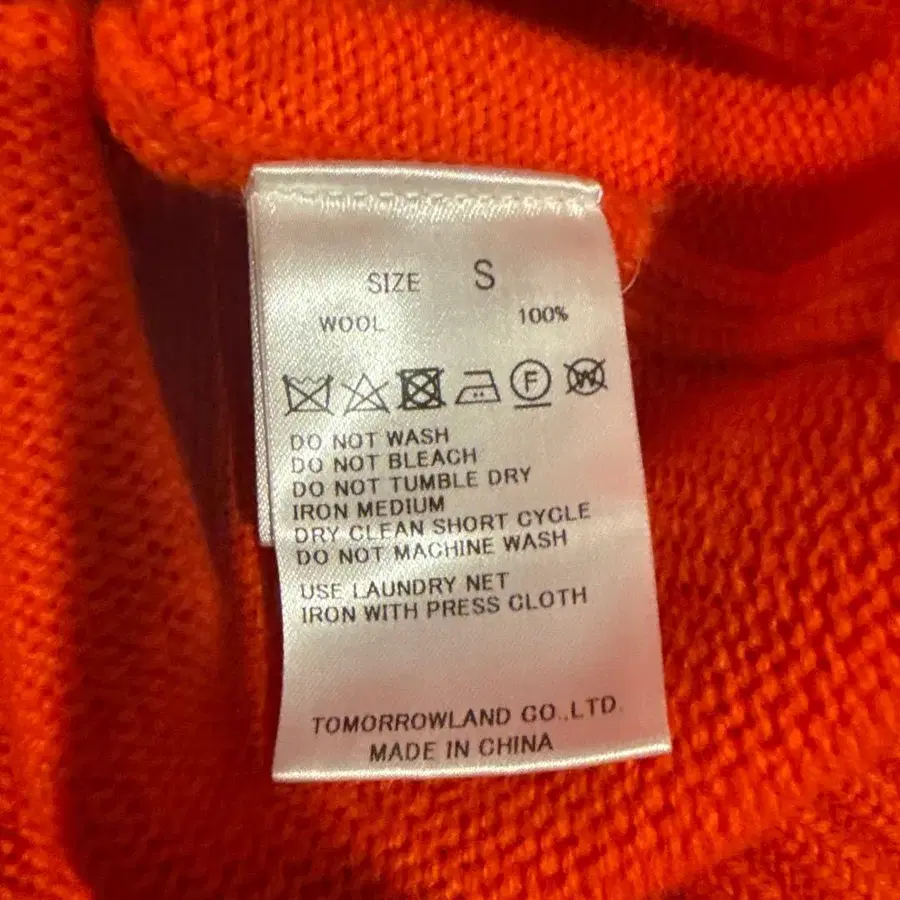 SIZE S
WOOL 100%
F W
DO NOT WASH
DO NOT BLEACH
DO NOT TUMBLE DRY
IRON MEDIUM
DRY CLEAN SHORT CYCLE
DO NOT MACHINE WASH
USE LAUNDRY NET
IRON WITH PRESS CLOTH
TOMORROWLAND CO.,LTD.
MADE IN CHINA